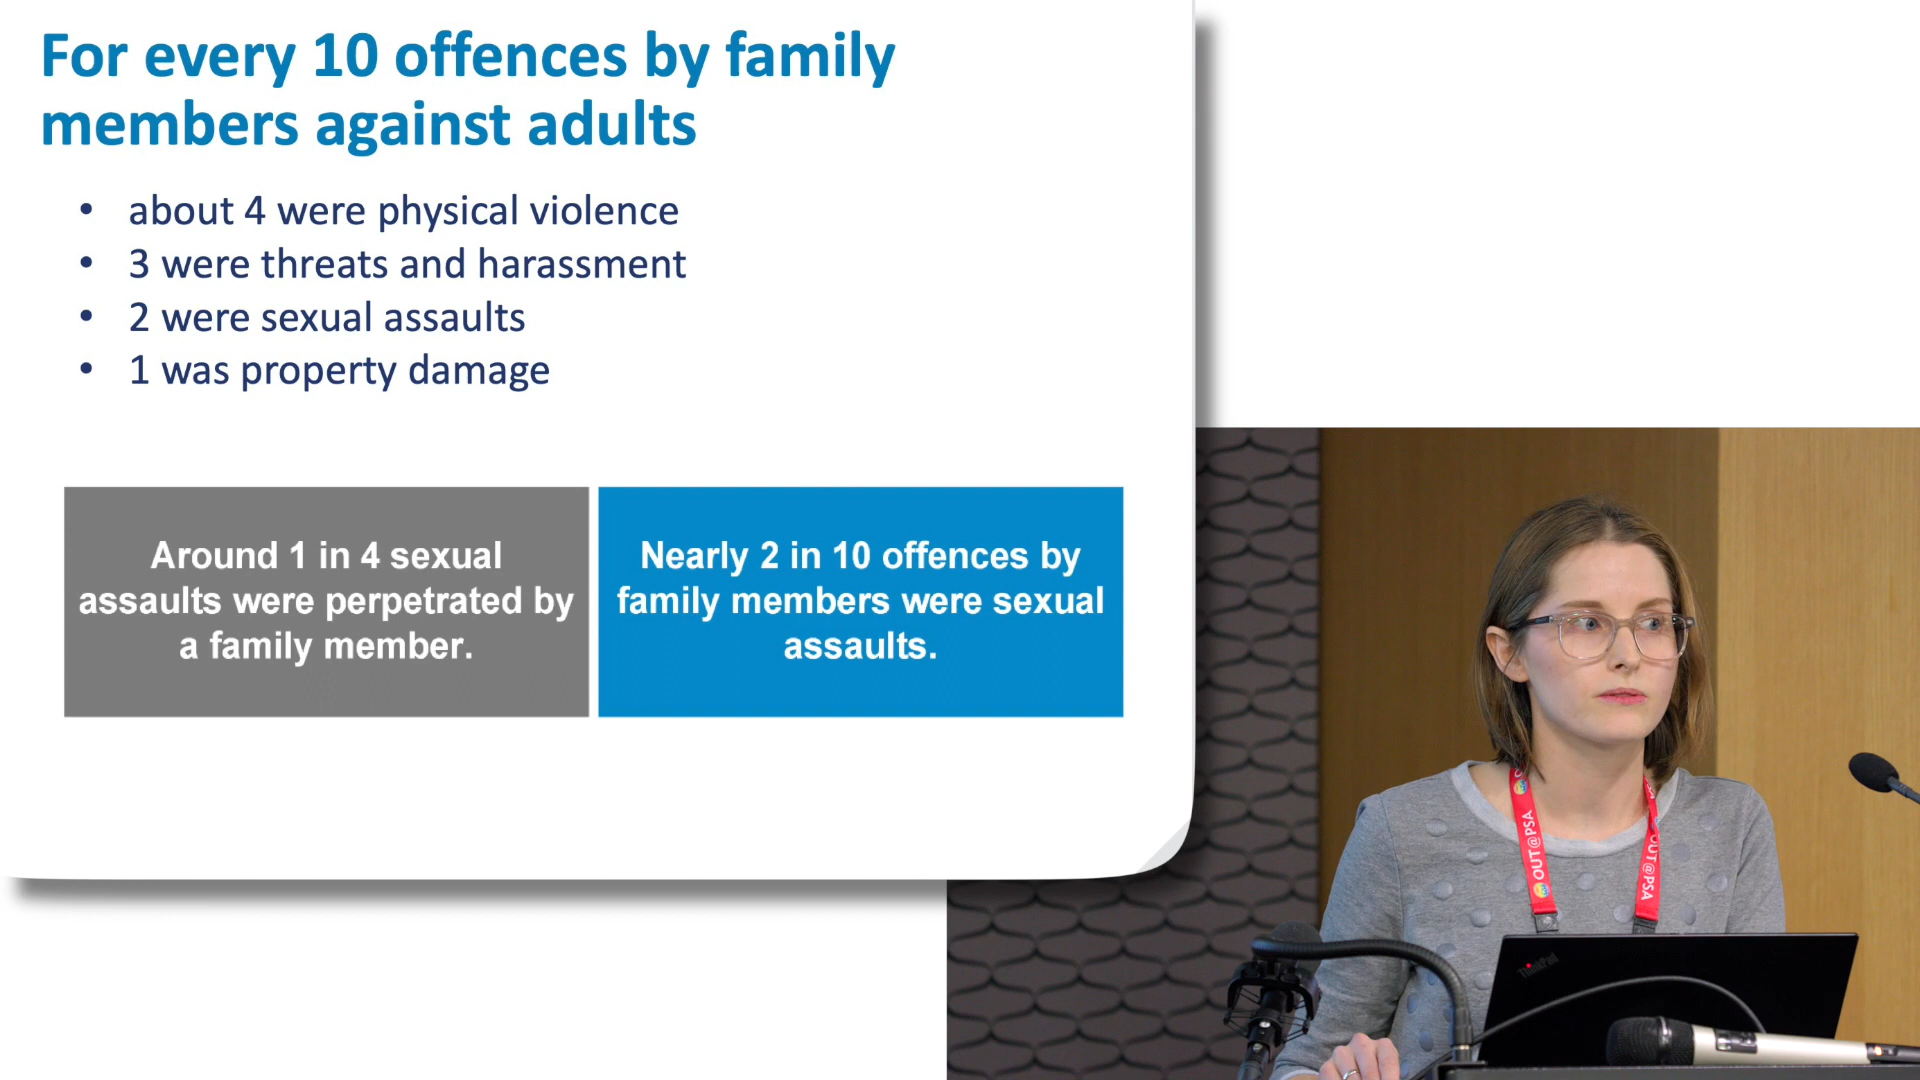 For every 10 offences by family
members against adults
• about 4 were physical violence
• 3 were threats and harassment
• 2 were sexual assaults
• 1 was property damage
Around 1 in 4 sexual
assaults were perpetrated by
a family member.
Nearly 2 in 10 offences by
family members were sexual
assaults.
OUT@PSA
OUT@PSA
ThinkPad